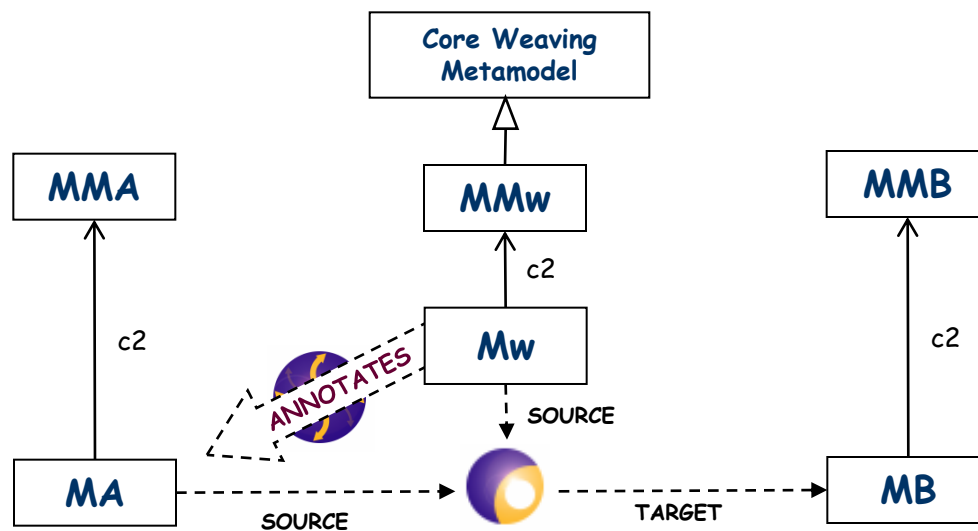 Core Weaving
Metamodel
MMA
MMw
MMB
c2
c2
c2
Mw
ANNOTATES
SOURCE
MA
MB
SOURCE
TARGET